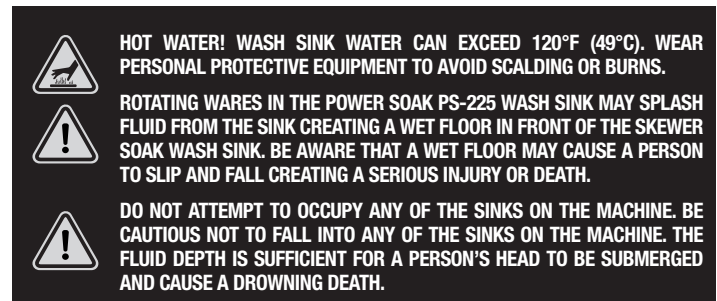 HOT WATER! WASH SINK WATER CAN EXCEED 120°F (49°C). WEAR
PERSONAL PROTECTIVE EQUIPMENT TO AVOID SCALDING OR BURNS.
ROTATING WARES IN THE POWER SOAK PS-225 WASH SINK MAY SPLASH
FLUID FROM THE SINK CREATING A WET FLOOR IN FRONT OF THE SKEWER
SOAK WASH SINK. BE AWARE THAT A WET FLOOR MAY CAUSE A PERSON
TO SLIP AND FALL CREATING A SERIOUS INJURY OR DEATH.
DO NOT ATTEMPT TO OCCUPY ANY OF THE SINKS ON THE MACHINE. BE
CAUTIOUS NOT TO FALL INTO ANY OF THE SINKS ON THE MACHINE. THE
FLUID DEPTH IS SUFFICIENT FOR A PERSON'S HEAD TO BE SUBMERGED
AND CAUSE A DROWNING DEATH.